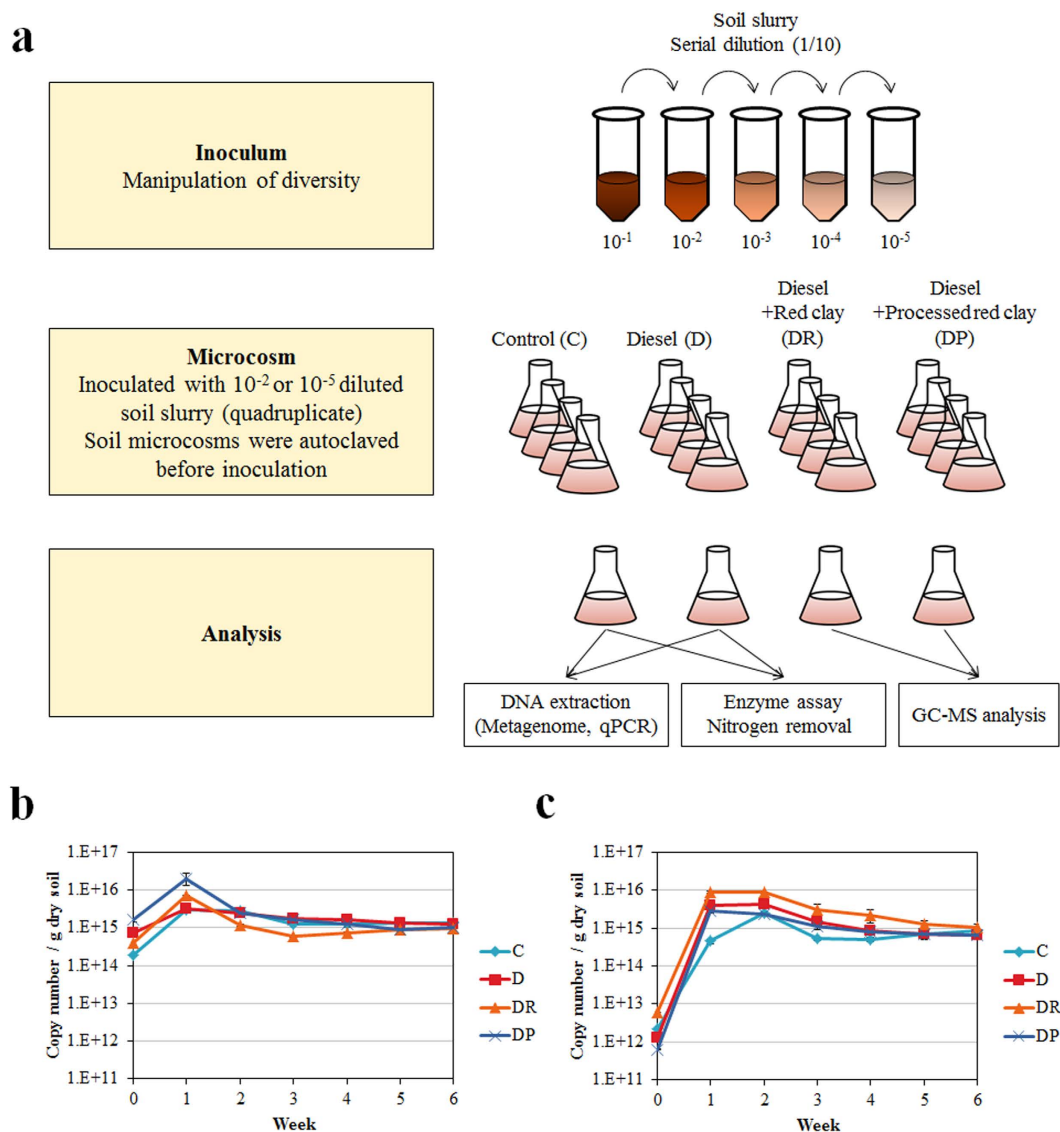 a
Soil slurry
Serial dilution (1/10)
Inoculum
Manipulation of diversity
10-1 10-2 10-3 10-4 10-5
Microcosm
Inoculated with 10-2 or 10-5 diluted
soil slurry (quadruplicate)
Soil microcosms were autoclaved
before inoculation
Control (C)
Diesel (D)
Diesel
+Red clay
(DR)
Diesel
+Processed red clay
(DP)
Analysis
DNA extraction
(Metagenome, qPCR)
Enzyme assay
Nitrogen removal
GC-MS analysis
b
Copy number / g dry soil
1.E+17
1.E+16
1.E+15
1.E+14
1.E+13
1.E+12
1.E+11
0 1 2 3 4 5 6
Week
C
D
DR
DP
c
Copy number / g dry soil
1.E+17
1.E+16
1.E+15
1.E+14
1.E+13
1.E+12
1.E+11
0 1 2 3 4 5 6
Week
C
D
DR
DP